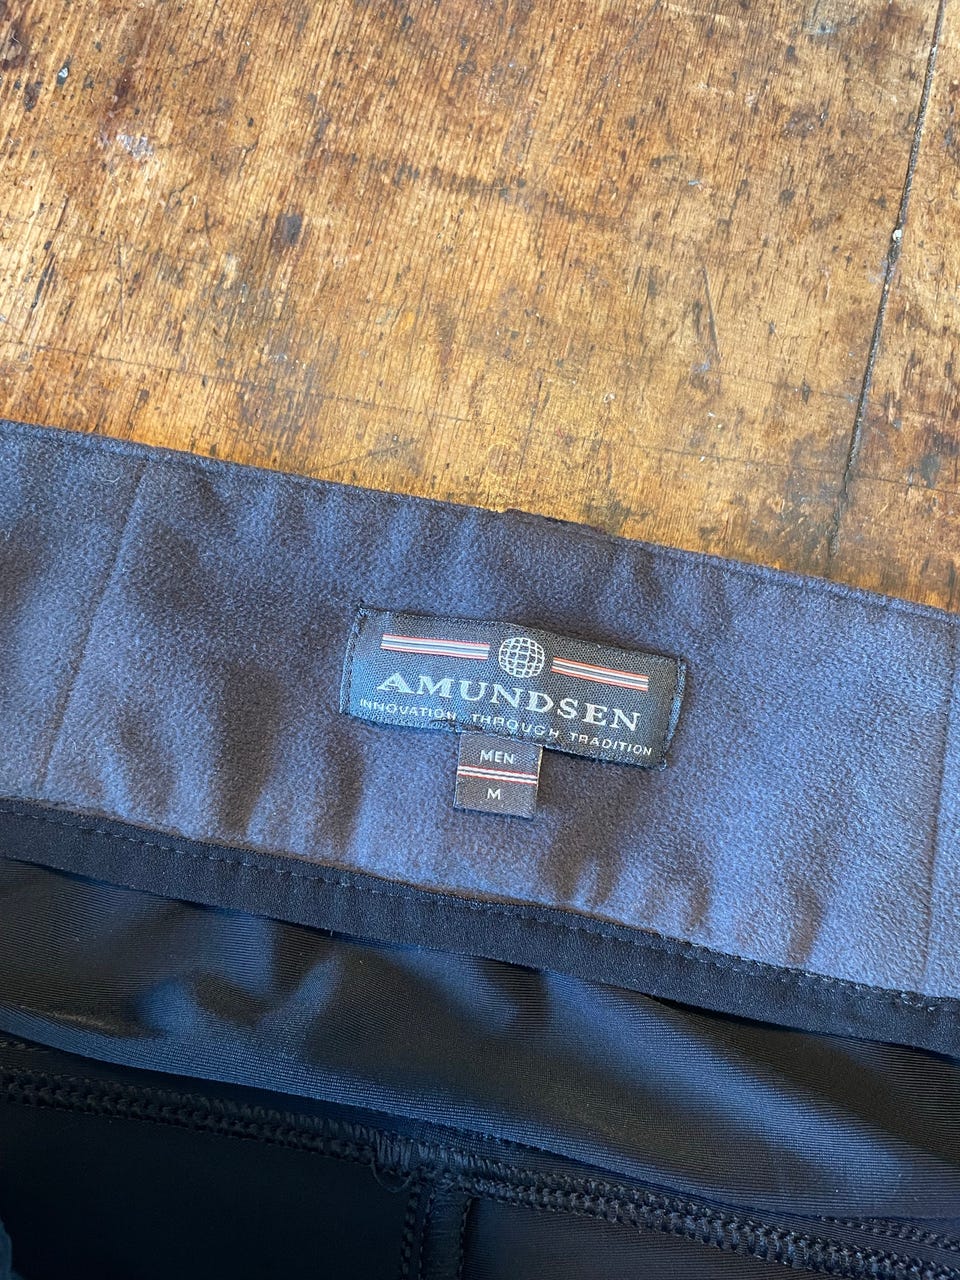 AMUNDSEN
INNOVATION THROUGH TRADITION
MEN
M